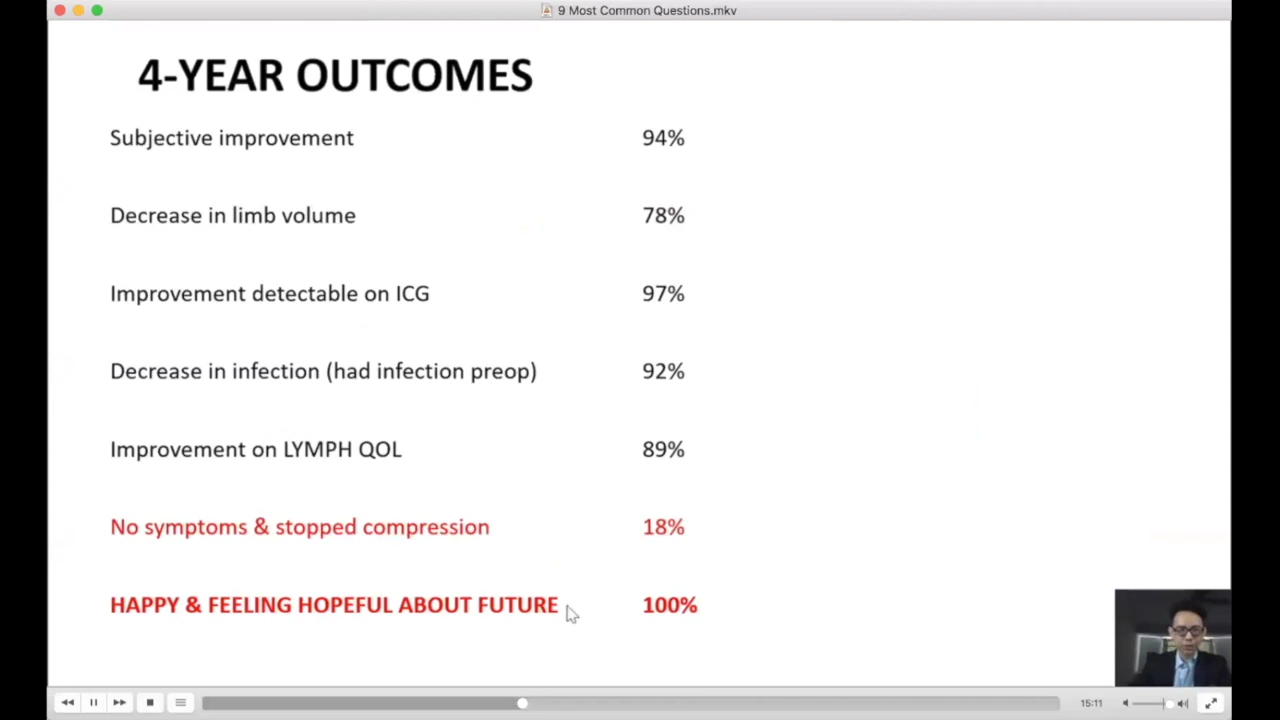 9 Most Common Questions.mkv
4-YEAR OUTCOMES
Subjective improvement 94%
Decrease in limb volume 78%
Improvement detectable on ICG 97%
Decrease in infection (had infection preop) 92%
Improvement on LYMPH QOL 89%
No symptoms & stopped compression 18%
HAPPY & FEELING HOPEFUL ABOUT FUTURE 100%
15:11